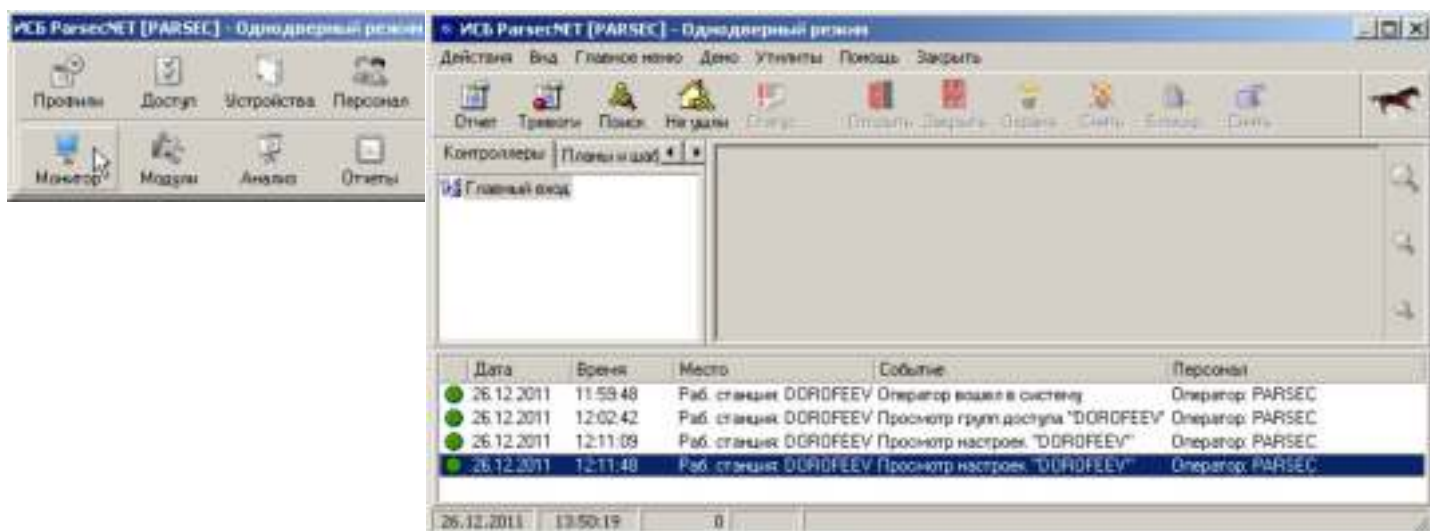 ИСБ ParsecNET [PARSEC] - Однодверный режим
Профили Доступ Устройства Персонал
Монитор Модули Анализ Отчеты
ИСБ ParsecNET [PARSEC] - Однодверный режим
Действия Вид Главное меню Демо Утилиты Помощь Закрыть
Отчет Тревоги Поиск Не ушли Статус Открыть Закрыть Охрана Снять Блокир. Снять
Контроллеры Планы и шаб
Главный вход
Дата Время Место Событие Персонал
26.12.2011 11:59:48 Раб. станция: DOROFEEV Оператор вошел в систему Оператор: PARSEC
26.12.2011 12:02:42 Раб. станция: DOROFEEV Просмотр групп доступа "DOROFEEV" Оператор: PARSEC
26.12.2011 12:11:09 Раб. станция: DOROFEEV Просмотр настроек. "DOROFEEV" Оператор: PARSEC
26.12.2011 12:11:48 Раб. станция: DOROFEEV Просмотр настроек. "DOROFEEV" Оператор: PARSEC
26.12.2011 13:50:19 0